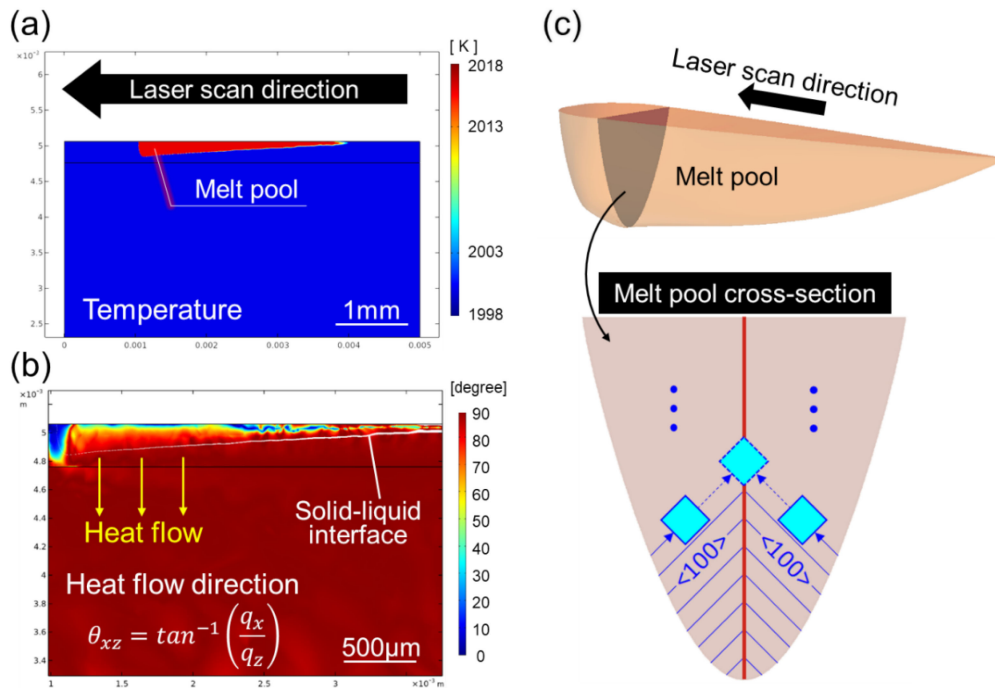 (a)
×10⁻³
6
5.5
5
4.5
4
3.5
3
2.5
0
0.001
0.002
0.003
0.004
0.005
Laser scan direction
Melt pool
Temperature
1mm
[ K ]
2018
2013
2003
1998
(b)
×10⁻³
m
5
4.8
4.6
4.4
4.2
4
3.8
3.6
3.4
1
1.5
2
2.5
3
3.5
×10⁻³ m
Heat flow
Solid-liquid
interface
Heat flow direction
θxz = tan⁻¹(qx/qz)
500μm
[degree]
90
80
70
60
50
40
30
20
10
0
(c)
Laser scan direction
Melt pool
Melt pool cross-section
<100>
<100>